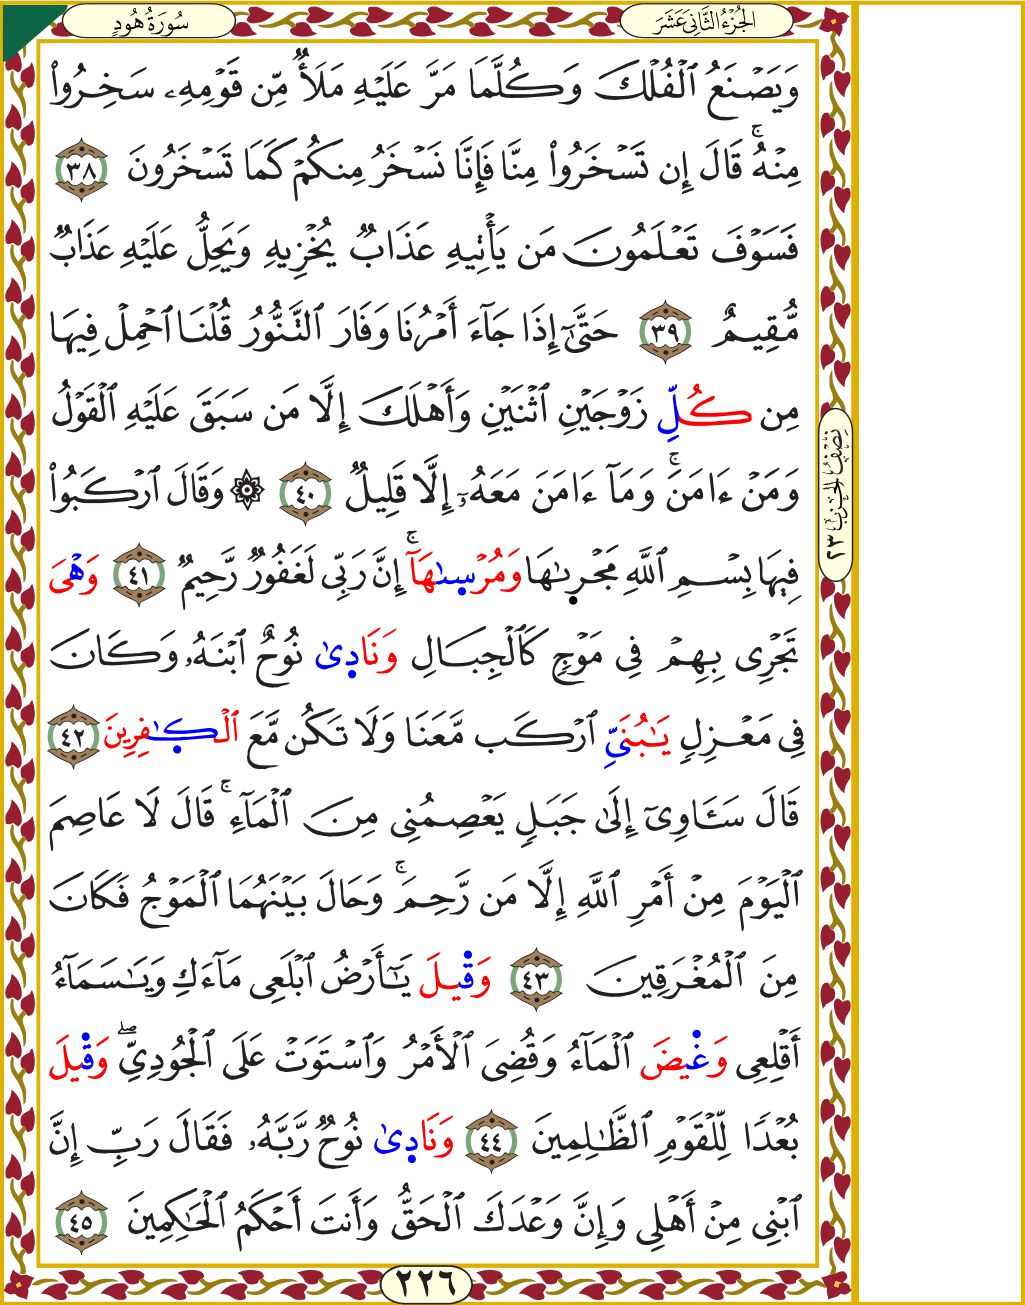 الجُزْءُ الثَّانِي عَشَرَ
سُورَةُ هُودٍ
وَيَصْنَعُ ٱلْفُلْكَ وَكُلَّمَا مَرَّ عَلَيْهِ مَلَأٌ مِّن قَوْمِهِۦ سَخِرُوا۟
مِنْهُ ۚ قَالَ إِن تَسْخَرُوا۟ مِنَّا فَإِنَّا نَسْخَرُ مِنكُمْ كَمَا تَسْخَرُونَ ٣٨
فَسَوْفَ تَعْلَمُونَ مَن يَأْتِيهِ عَذَابٌ يُخْزِيهِ وَيَحِلُّ عَلَيْهِ عَذَابٌ
مُّقِيمٌ ٣٩ حَتَّىٰٓ إِذَا جَآءَ أَمْرُنَا وَفَارَ ٱلتَّنُّورُ قُلْنَا ٱحْمِلْ فِيهَا
مِن كُلِّ زَوْجَيْنِ ٱثْنَيْنِ وَأَهْلَكَ إِلَّا مَن سَبَقَ عَلَيْهِ ٱلْقَوْلُ
وَمَنْ ءَامَنَ ۚ وَمَآ ءَامَنَ مَعَهُۥٓ إِلَّا قَلِيلٌ ٤٠ ۞ وَقَالَ ٱرْكَبُوا۟
فِيهَا بِسْمِ ٱللَّهِ مَجْر۪ىٰهَا وَمُرْسىٰهَآ ۚ إِنَّ رَبِّى لَغَفُورٌ رَّحِيمٌ ٤١ وَهْىَ
تَجْرِى بِهِمْ فِى مَوْجٍ كَٱلْجِبَالِ وَنَادىٰ نُوحٌ ٱبْنَهُۥ وَكَانَ
فِى مَعْزِلٍ يَـٰبُنَىِّ ٱرْكَب مَّعَنَا وَلَا تَكُن مَّعَ ٱلْكـٰفِرِينَ ٤٢
قَالَ سَـَٔاوِىٓ إِلَىٰ جَبَلٍ يَعْصِمُنِى مِنَ ٱلْمَآءِ ۚ قَالَ لَا عَاصِمَ
ٱلْيَوْمَ مِنْ أَمْرِ ٱللَّهِ إِلَّا مَن رَّحِمَ ۚ وَحَالَ بَيْنَهُمَا ٱلْمَوْجُ فَكَانَ
مِنَ ٱلْمُغْرَقِينَ ٤٣ وَقِيلَ يَـٰٓأَرْضُ ٱبْلَعِى مَآءَكِ وَيَـٰسَمَآءُ
أَقْلِعِى وَغِيضَ ٱلْمَآءُ وَقُضِىَ ٱلْأَمْرُ وَٱسْتَوَتْ عَلَى ٱلْجُودِىِّ ۖ وَقِيلَ
بُعْدًا لِّلْقَوْمِ ٱلظَّـٰلِمِينَ ٤٤ وَنَادىٰ نُوحٌ رَّبَّهُۥ فَقَالَ رَبِّ إِنَّ
ٱبْنِى مِنْ أَهْلِى وَإِنَّ وَعْدَكَ ٱلْحَقُّ وَأَنتَ أَحْكَمُ ٱلْحَـٰكِمِينَ ٤٥
نِصْفُ الحِزْبِ ٢٣
٢٢٦